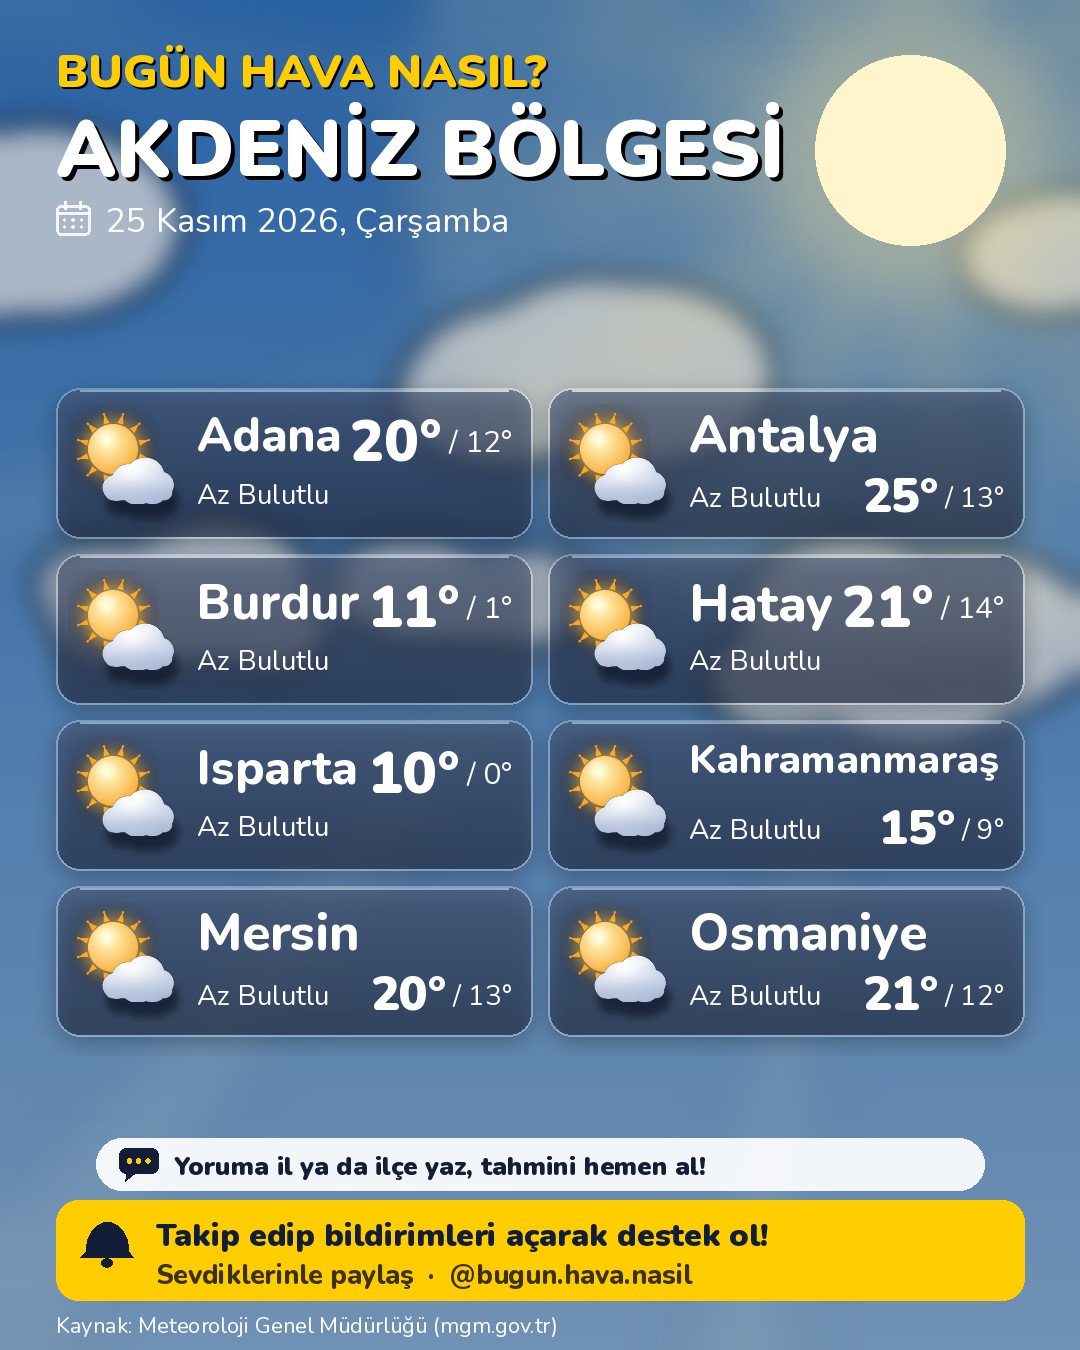 BUGÜN HAVA NASIL?
AKDENİZ BÖLGESİ
25 Kasım 2026, Çarşamba
Adana 20° / 12°
Az Bulutlu
Antalya
Az Bulutlu 25° / 13°
Burdur 11° / 1°
Az Bulutlu
Hatay 21° / 14°
Az Bulutlu
Isparta 10° / 0°
Az Bulutlu
Kahramanmaraş
Az Bulutlu 15° / 9°
Mersin
Az Bulutlu 20° / 13°
Osmaniye
Az Bulutlu 21° / 12°
Yoruma il ya da ilçe yaz, tahmini hemen al!
Takip edip bildirimleri açarak destek ol!
Sevdiklerinle paylaş · @bugun.hava.nasil
Kaynak: Meteoroloji Genel Müdürlüğü (mgm.gov.tr)